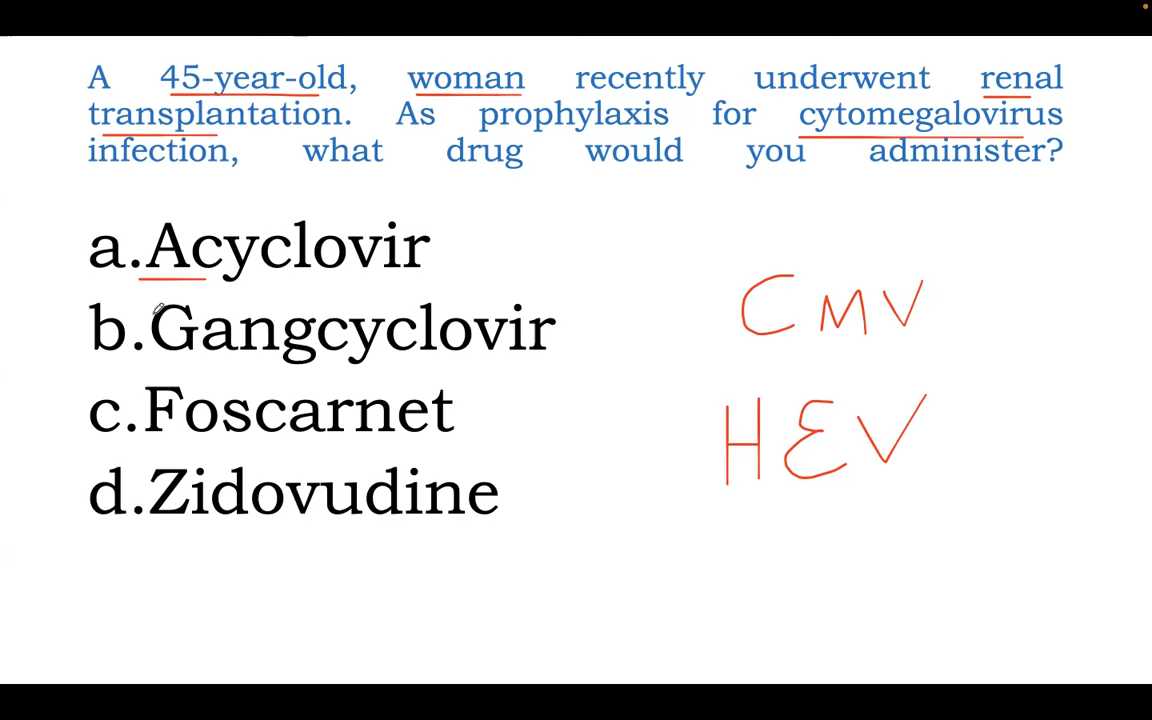 A 45-year-old, woman recently underwent renal
transplantation. As prophylaxis for cytomegalovirus
infection, what drug would you administer?
a.Acyclovir
b.Gangcyclovir
c.Foscarnet
d.Zidovudine
CMV
HEV